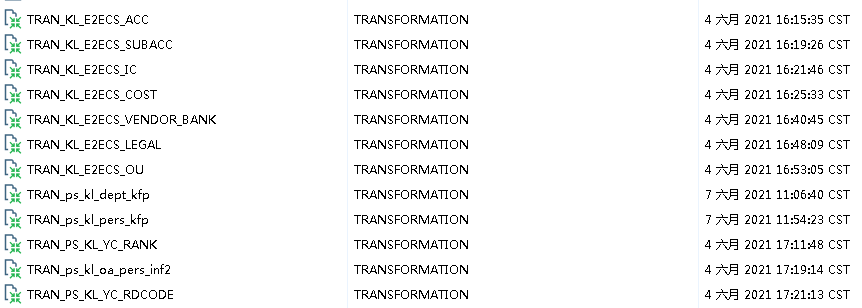 TRAN_KL_E2ECS_ACC TRANSFORMATION 4 六月 2021 16:15:35 CST
TRAN_KL_E2ECS_SUBACC TRANSFORMATION 4 六月 2021 16:19:26 CST
TRAN_KL_E2ECS_IC TRANSFORMATION 4 六月 2021 16:21:46 CST
TRAN_KL_E2ECS_COST TRANSFORMATION 4 六月 2021 16:25:33 CST
TRAN_KL_E2ECS_VENDOR_BANK TRANSFORMATION 4 六月 2021 16:40:45 CST
TRAN_KL_E2ECS_LEGAL TRANSFORMATION 4 六月 2021 16:48:09 CST
TRAN_KL_E2ECS_OU TRANSFORMATION 4 六月 2021 16:53:05 CST
TRAN_ps_kl_dept_kfp TRANSFORMATION 7 六月 2021 11:06:40 CST
TRAN_ps_kl_pers_kfp TRANSFORMATION 7 六月 2021 11:54:23 CST
TRAN_PS_KL_YC_RANK TRANSFORMATION 4 六月 2021 17:11:48 CST
TRAN_ps_kl_oa_pers_inf2 TRANSFORMATION 4 六月 2021 17:19:14 CST
TRAN_PS_KL_YC_RDCODE TRANSFORMATION 4 六月 2021 17:21:13 CST